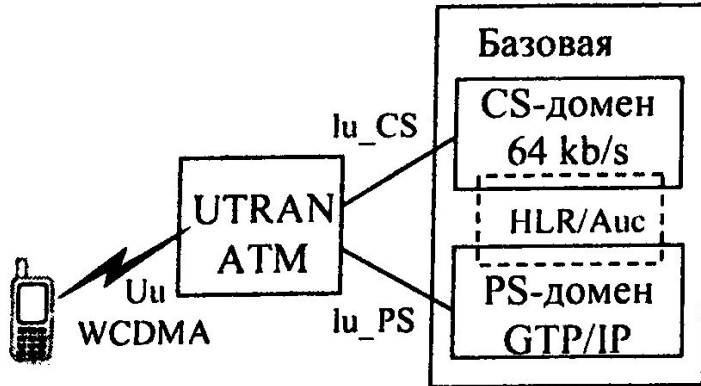 Базовая
CS-домен
64 kb/s
Iu_CS
UTRAN
ATM
HLR/Auc
Uu
WCDMA
Iu_PS
PS-домен
GTP/IP